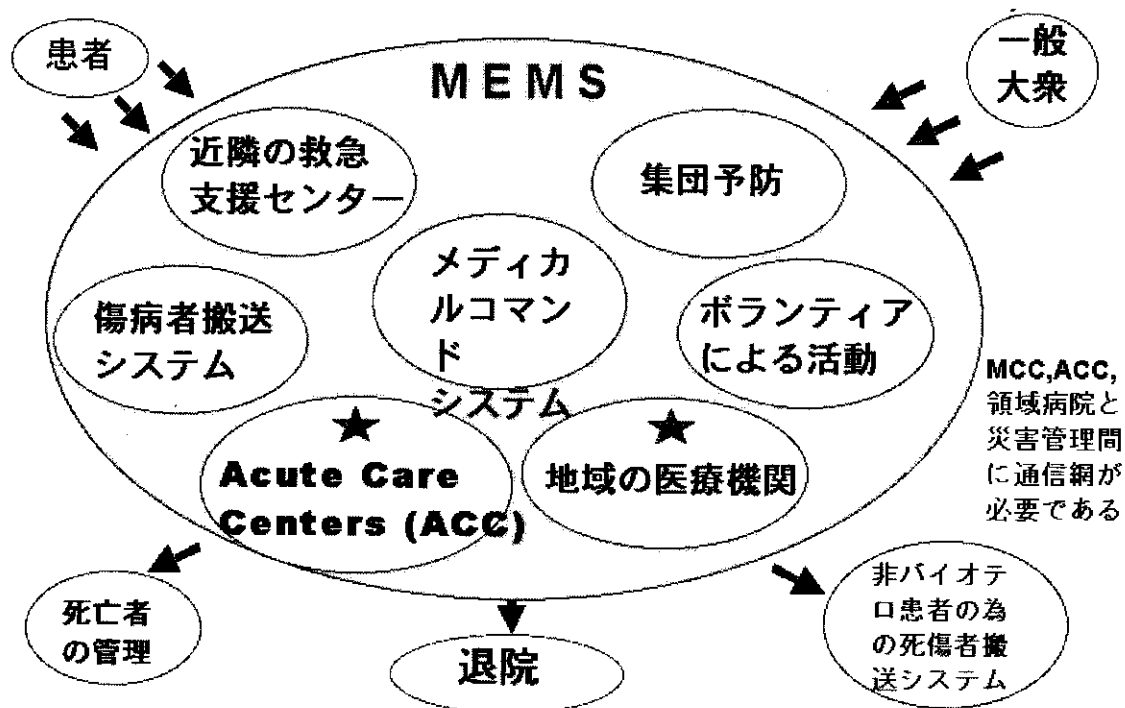 患者
一般
大衆
MEMS
近隣の救急
支援センター
集団予防
メディカ
ルコマン
ド
システム
傷病者搬送
システム
ボランティア
による活動
MCC,ACC,
領域病院と
災害管理間
に通信網が
必要である
Acute Care
Centers (ACC)
地域の医療機関
死亡者
の管理
退院
非バイオテ
ロ患者の為
の死傷者搬
送システム